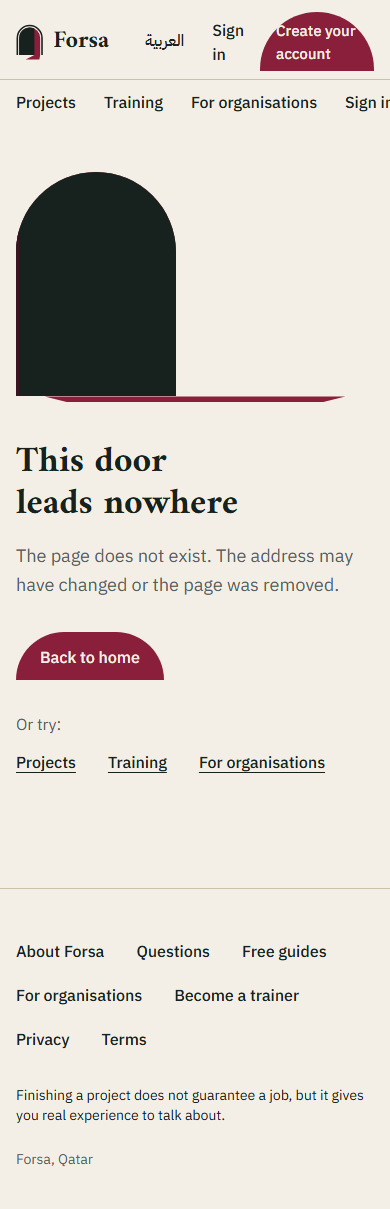 Forsa
العربية
Sign
in
Create your
account
Projects Training For organisations Sign in
This door
leads nowhere
The page does not exist. The address may
have changed or the page was removed.
Back to home
Or try:
Projects Training For organisations
About Forsa Questions Free guides
For organisations Become a trainer
Privacy Terms
Finishing a project does not guarantee a job, but it gives
you real experience to talk about.
Forsa, Qatar